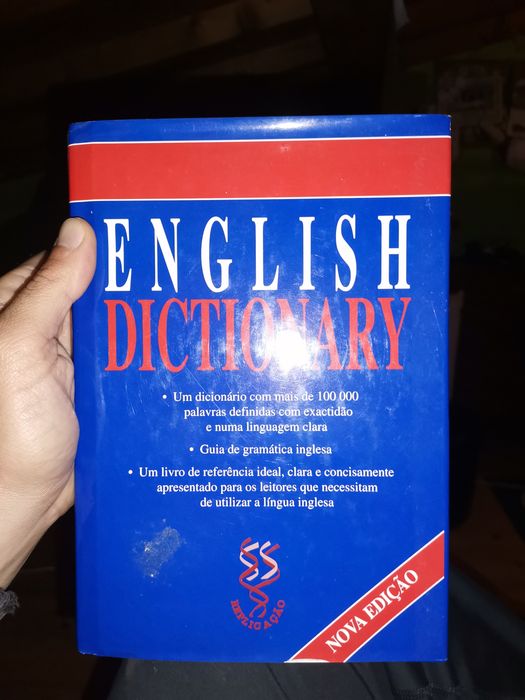 ENGLISH
DICTIONARY
• Um dicionário com mais de 100 000
palavras definidas com exactidão
e numa linguagem clara
• Guia de gramática inglesa
• Um livro de referência ideal, clara e concisamente
apresentado para os leitores que necessitam
de utilizar a língua inglesa
REPLICAÇÃO
NOVA EDIÇÃO